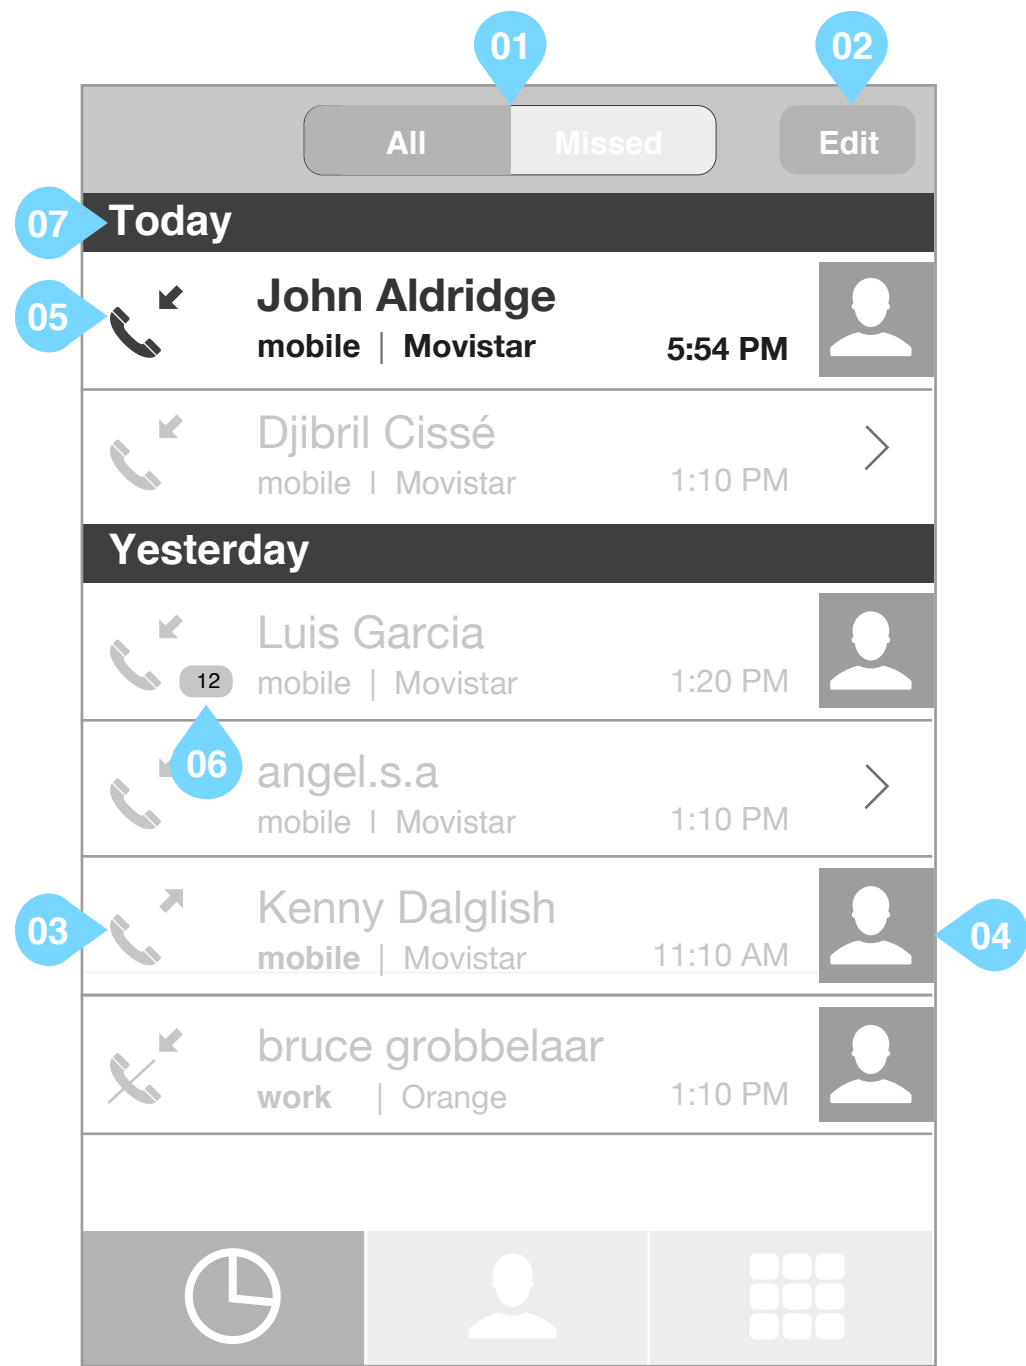 01
02
All
Missed
Edit
07
Today
05
John Aldridge
mobile | Movistar
5:54 PM
Djibril Cissé
mobile | Movistar
1:10 PM
Yesterday
Luis Garcia
12
mobile | Movistar
1:20 PM
06
angel.s.a
mobile | Movistar
1:10 PM
03
Kenny Dalglish
mobile | Movistar
11:10 AM
04
bruce grobbelaar
work | Orange
1:10 PM